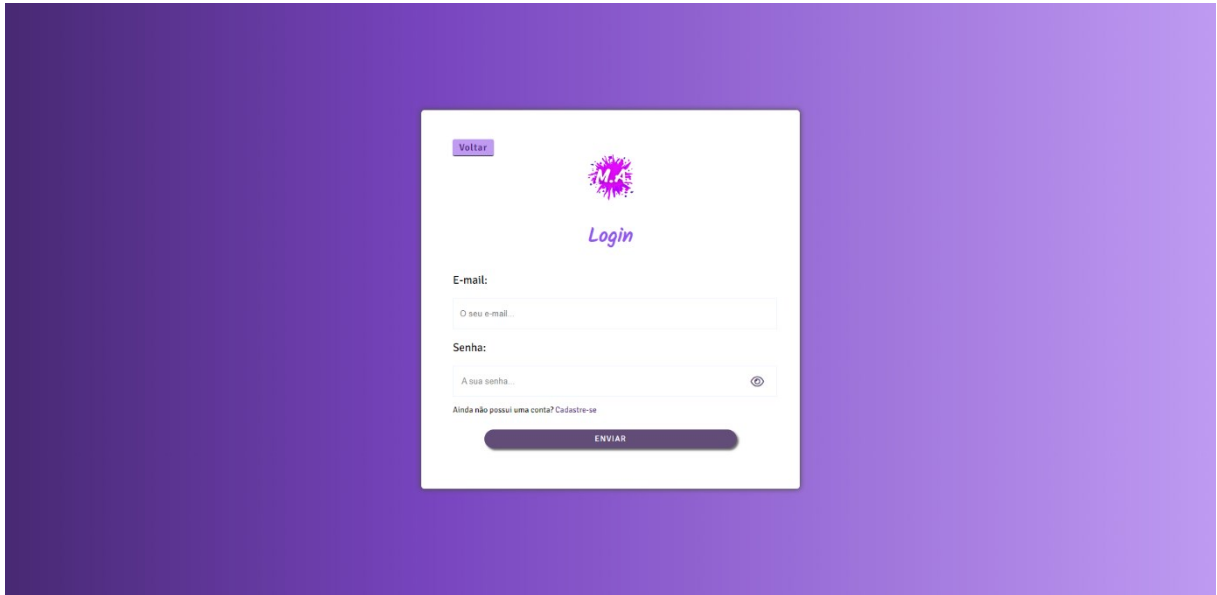 Voltar
M.A
Login
E-mail:
O seu e-mail...
Senha:
A sua senha...
Ainda não possui uma conta? Cadastre-se
ENVIAR